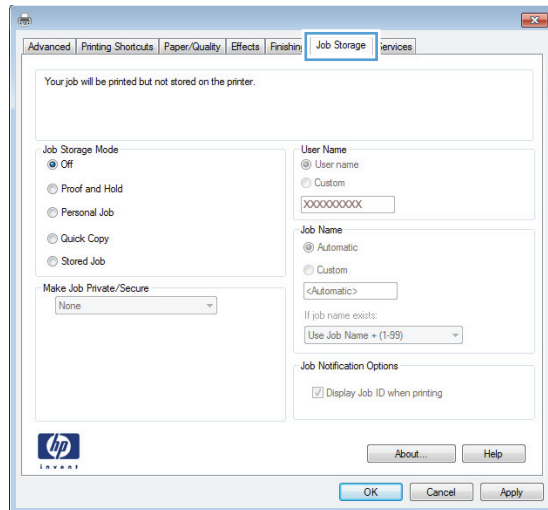 Advanced Printing Shortcuts Paper/Quality Effects Finishing Job Storage Services
Your job will be printed but not stored on the printer.
Job Storage Mode
Off
Proof and Hold
Personal Job
Quick Copy
Stored Job
Make Job Private/Secure
None
User Name
User name
Custom
XXXXXXXXX
Job Name
Automatic
Custom
<Automatic>
If job name exists:
Use Job Name + (1-99)
Job Notification Options
Display Job ID when printing
hp
invent
About... Help
OK Cancel Apply